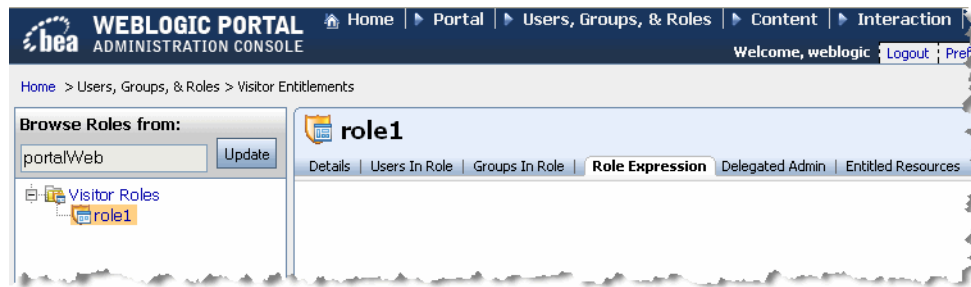 bea WEBLOGIC PORTAL
ADMINISTRATION CONSOLE
Home | Portal | Users, Groups, & Roles | Content | Interaction
Welcome, weblogic Logout
Home > Users, Groups, & Roles > Visitor Entitlements
Browse Roles from:
portalWeb Update
Visitor Roles
role1
role1
Details | Users In Role | Groups In Role | Role Expression Delegated Admin | Entitled Resources